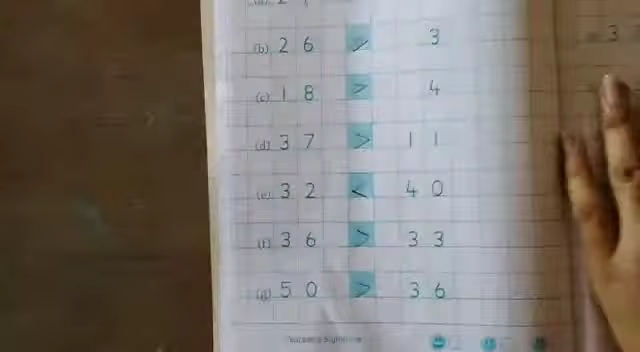 (b) 2 6 > 3
(c) 1 8 > 4
(d) 3 7 > 1 1
(e) 3 2 < 4 0
(f) 3 6 > 3 3
(g) 5 0 > 3 6
3